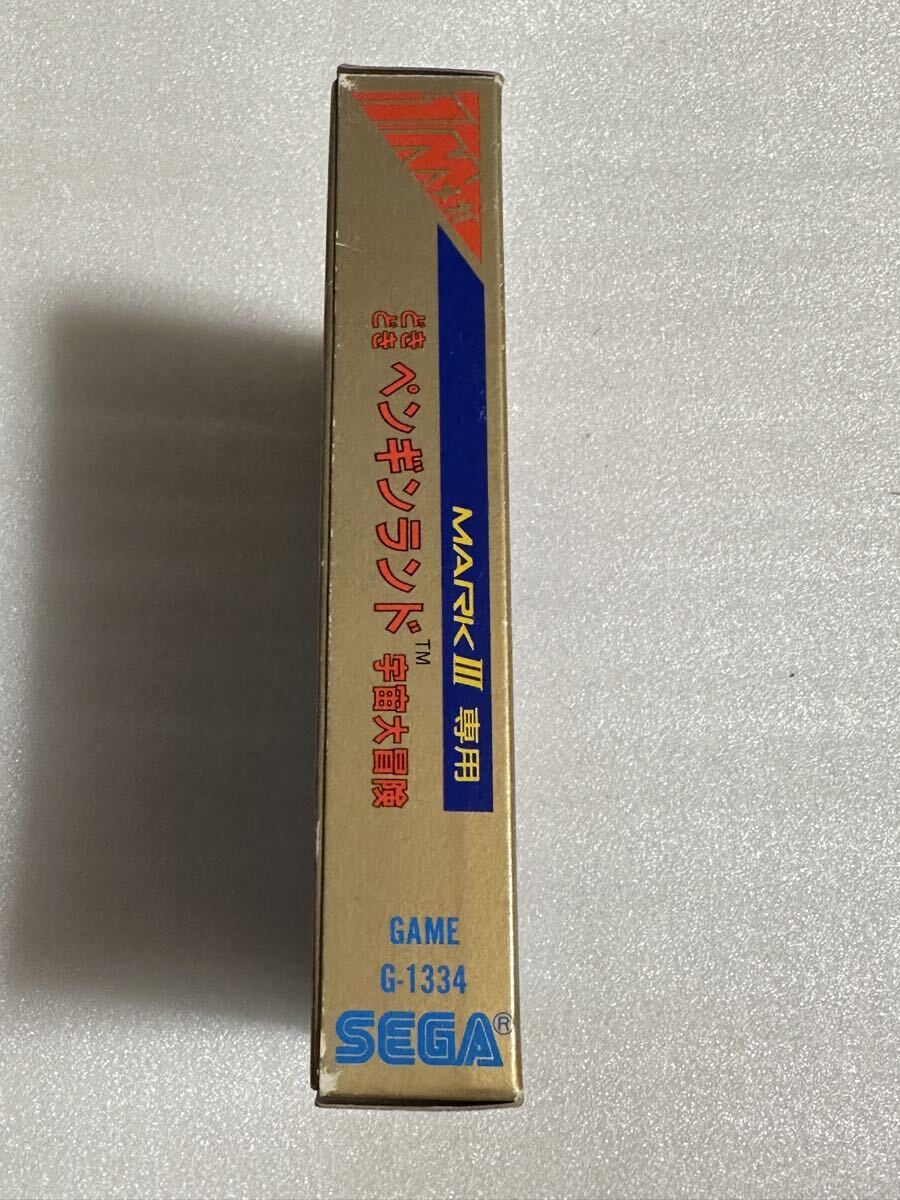 1M
MARK III 専用
どきどき ペンギンランド™ 宇宙大冒険
GAME
G-1334
SEGA®